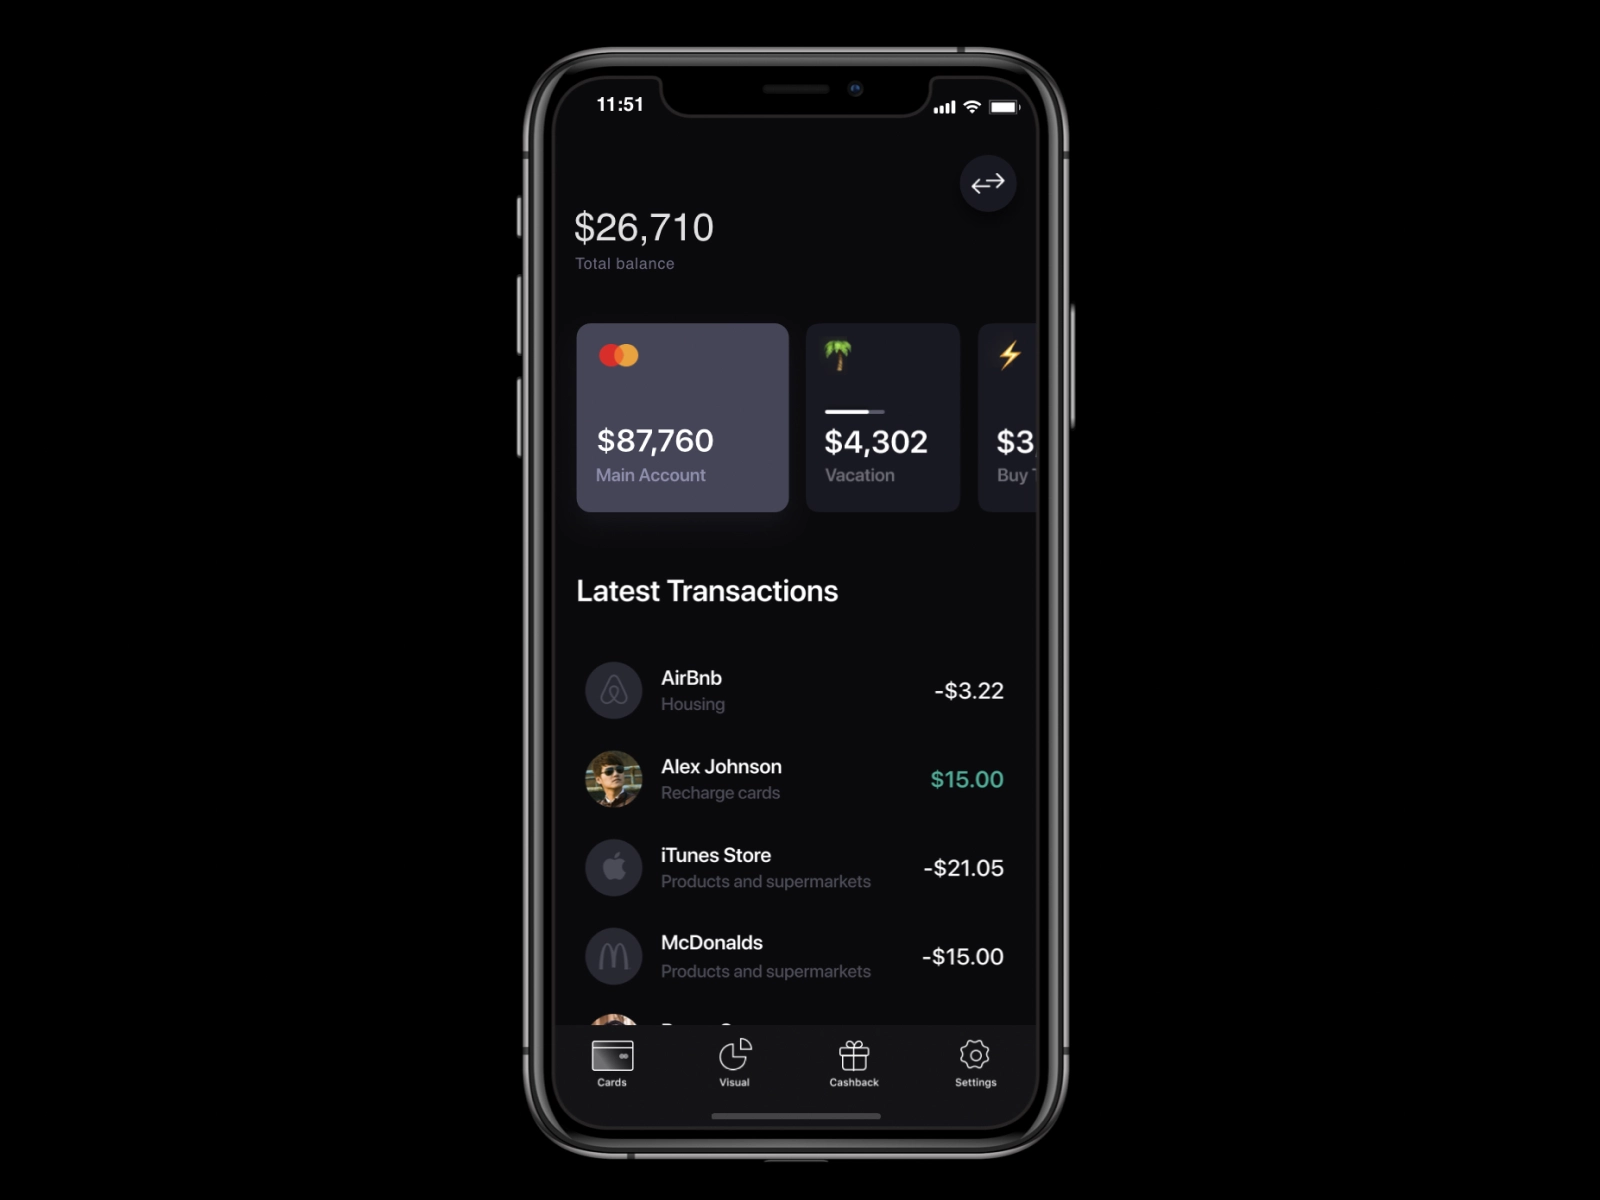 11:51
$26,710
Total balance
$87,760
Main Account
$4,302
Vacation
$3
Buy
Latest Transactions
AirBnb
Housing
-$3.22
Alex Johnson
Recharge cards
$15.00
iTunes Store
Products and supermarkets
-$21.05
McDonalds
Products and supermarkets
-$15.00
Cards
Visual
Cashback
Settings